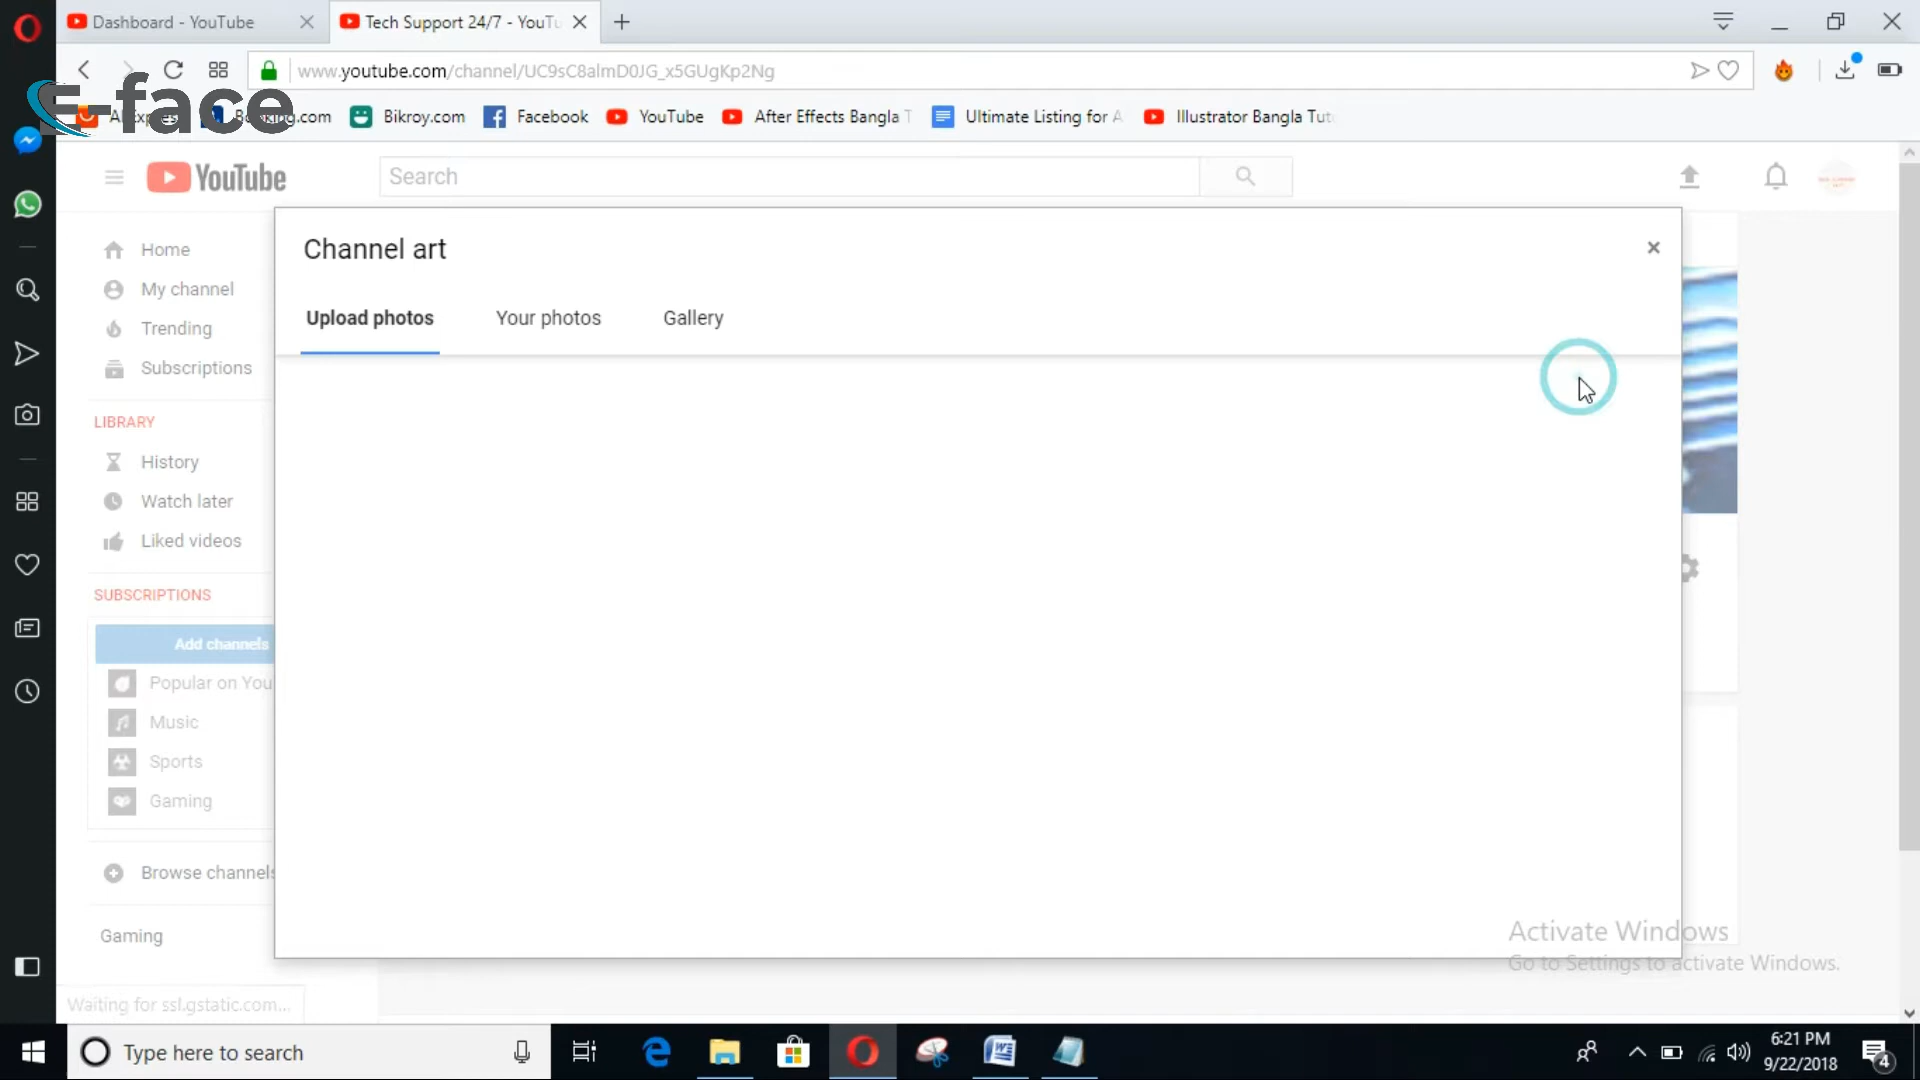 Dashboard - YouTube
Tech Support 24/7 - YouTu
www.youtube.com/channel/UC9sC8almD0JG_x5GUgKp2Ng
E-face
Bikroy.com
Facebook
YouTube
After Effects Bangla T
Ultimate Listing for A
Illustrator Bangla Tut
YouTube
Search
Channel art
Upload photos
Your photos
Gallery
Home
My channel
Trending
Subscriptions
LIBRARY
History
Watch later
Liked videos
SUBSCRIPTIONS
Add channels
Popular on You
Music
Sports
Gaming
Browse channels
Gaming
Activate Windows
Go to Settings to activate Windows.
Waiting for ssl.gstatic.com...
Type here to search
6:21 PM
9/22/2018
4